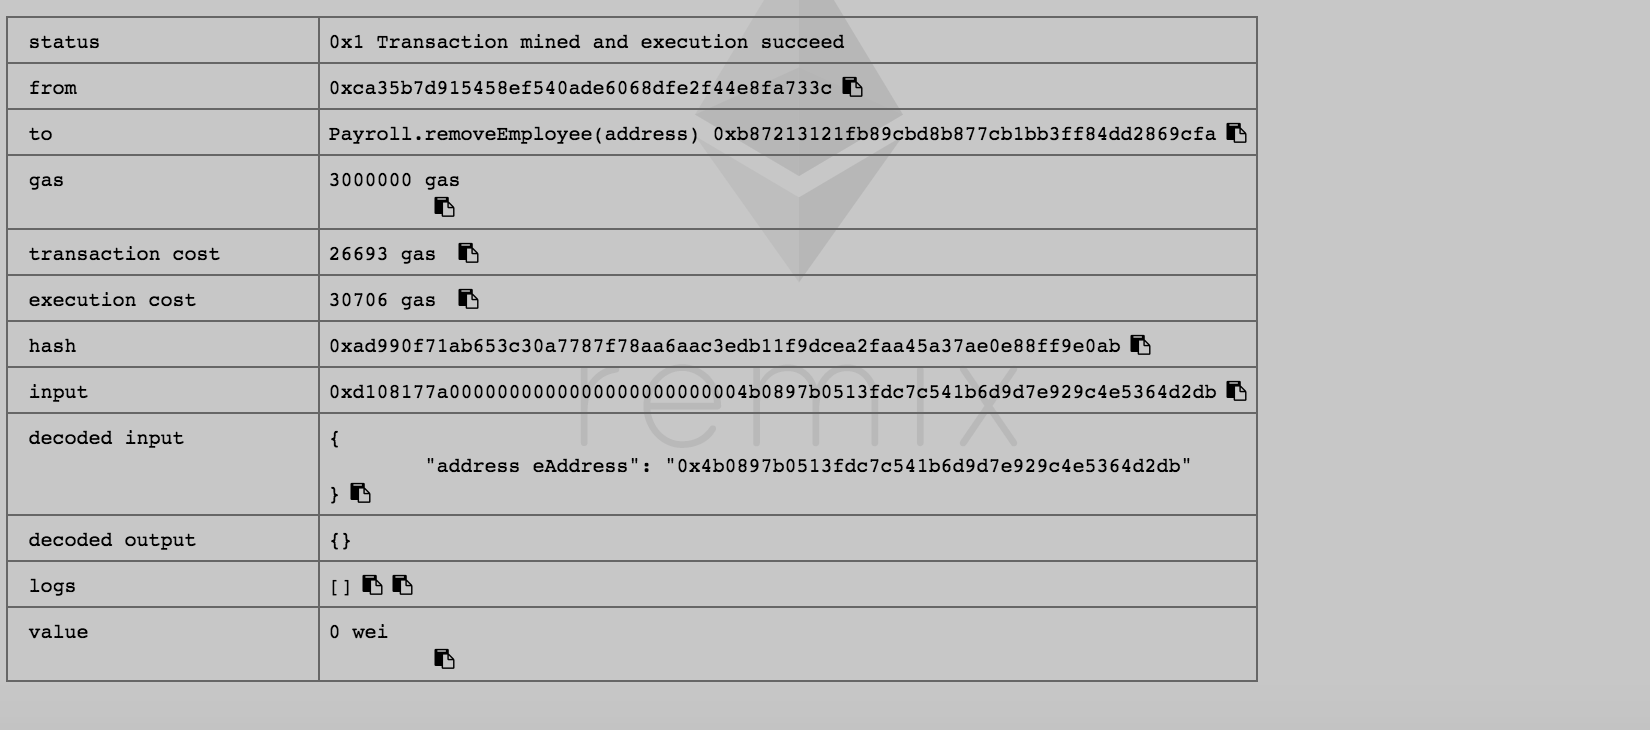 status 0x1 Transaction mined and execution succeed
from 0xca35b7d915458ef540ade6068dfe2f44e8fa733c
to Payroll.removeEmployee(address) 0xb87213121fb89cbd8b877cb1bb3ff84dd2869cfa
gas 3000000 gas
transaction cost 26693 gas
execution cost 30706 gas
hash 0xad990f71ab653c30a7787f78aa6aac3edb11f9dcea2faa45a37ae0e88ff9e0ab
input 0xd108177a0000000000000000000000004b0897b0513fdc7c541b6d9d7e929c4e5364d2db
remix
decoded input {
"address eAddress": "0x4b0897b0513fdc7c541b6d9d7e929c4e5364d2db"
}
decoded output {}
logs []
value 0 wei